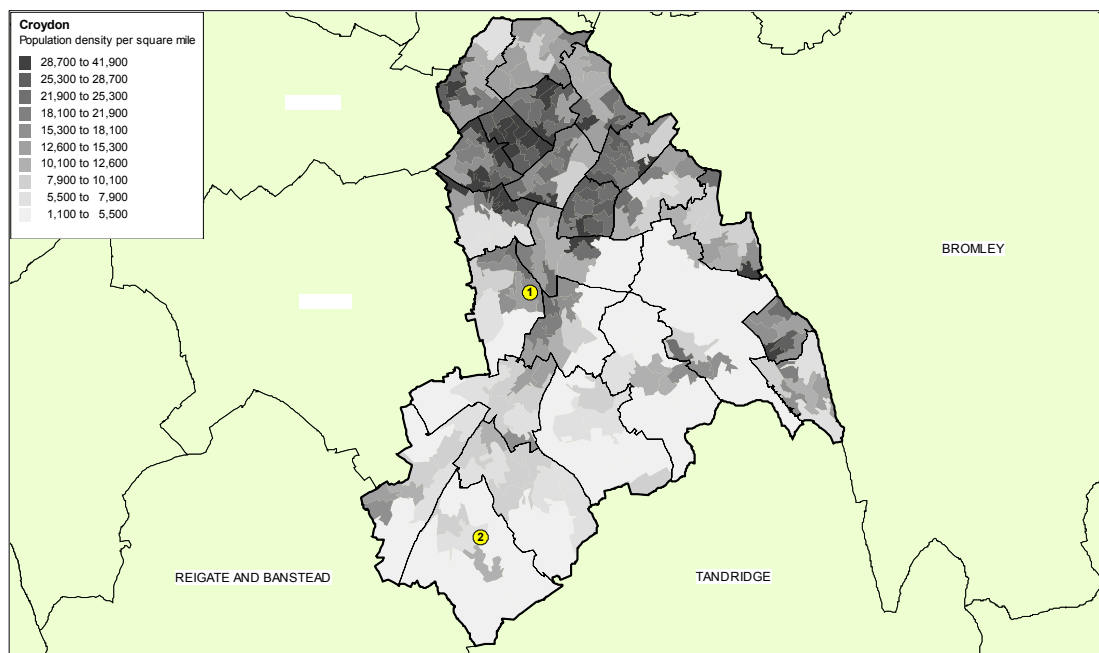 Croydon
Population density per square mile
28,700 to 41,900
25,300 to 28,700
21,900 to 25,300
18,100 to 21,900
15,300 to 18,100
12,600 to 15,300
10,100 to 12,600
7,900 to 10,100
5,500 to 7,900
1,100 to 5,500
BROMLEY
1
2
REIGATE AND BANSTEAD
TANDRIDGE